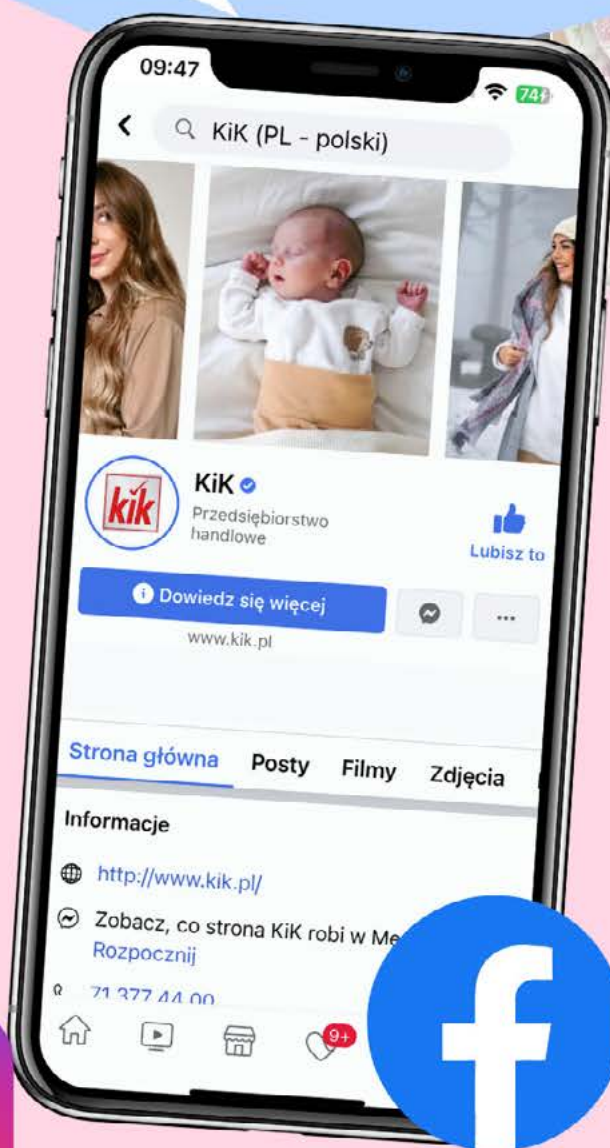 09:47
74
KiK (PL - polski)
kik
KiK
Przedsiębiorstwo
handlowe
Lubisz to
Dowiedz się więcej
www.kik.pl
Strona główna Posty Filmy Zdjęcia
Informacje
http://www.kik.pl/
Zobacz, co strona KiK robi w Me
Rozpocznij
71 377 44 00
9+
f